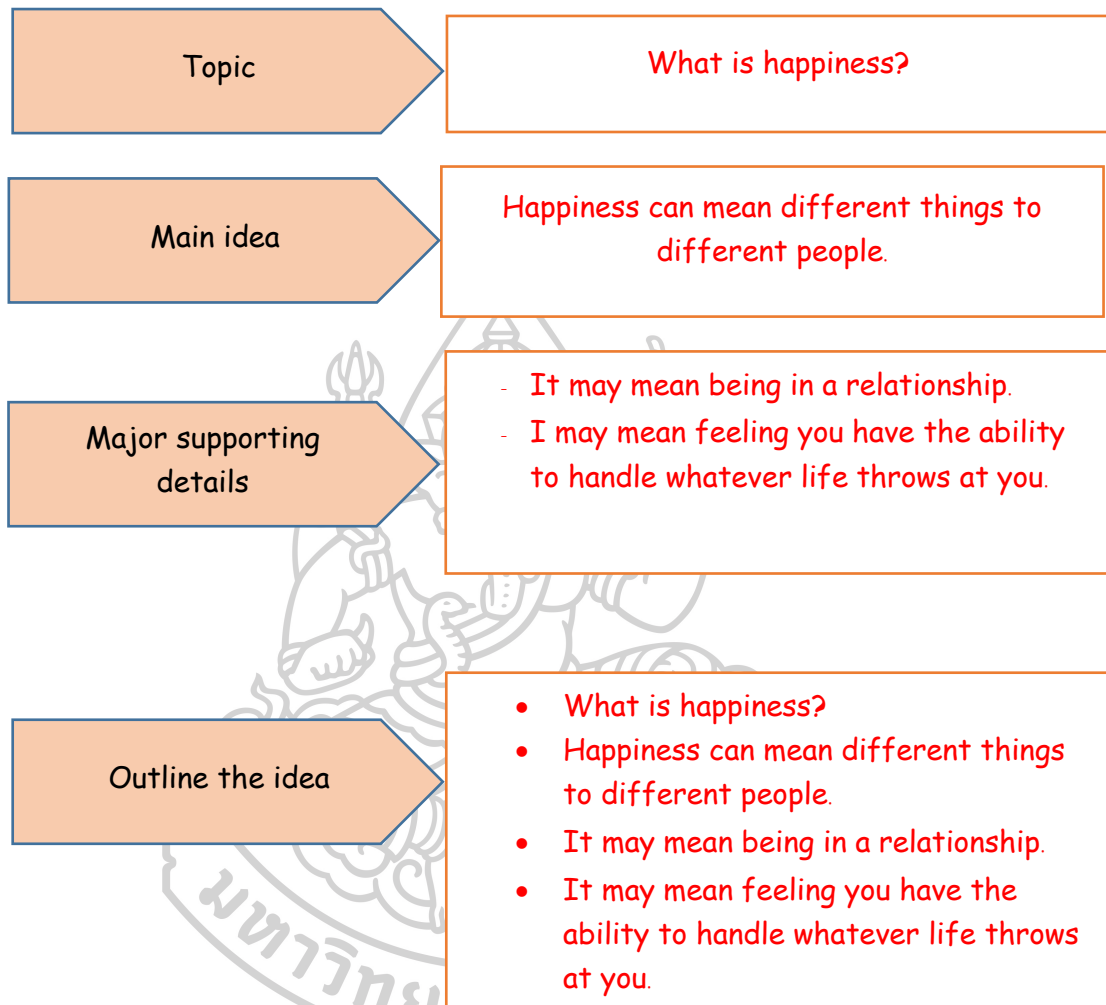 Topic
What is happiness?
Main idea
Happiness can mean different things to
different people.
Major supporting
details
- It may mean being in a relationship.
- I may mean feeling you have the ability
to handle whatever life throws at you.
Outline the idea
• What is happiness?
• Happiness can mean different things
to different people.
• It may mean being in a relationship.
• It may mean feeling you have the
ability to handle whatever life throws
at you.